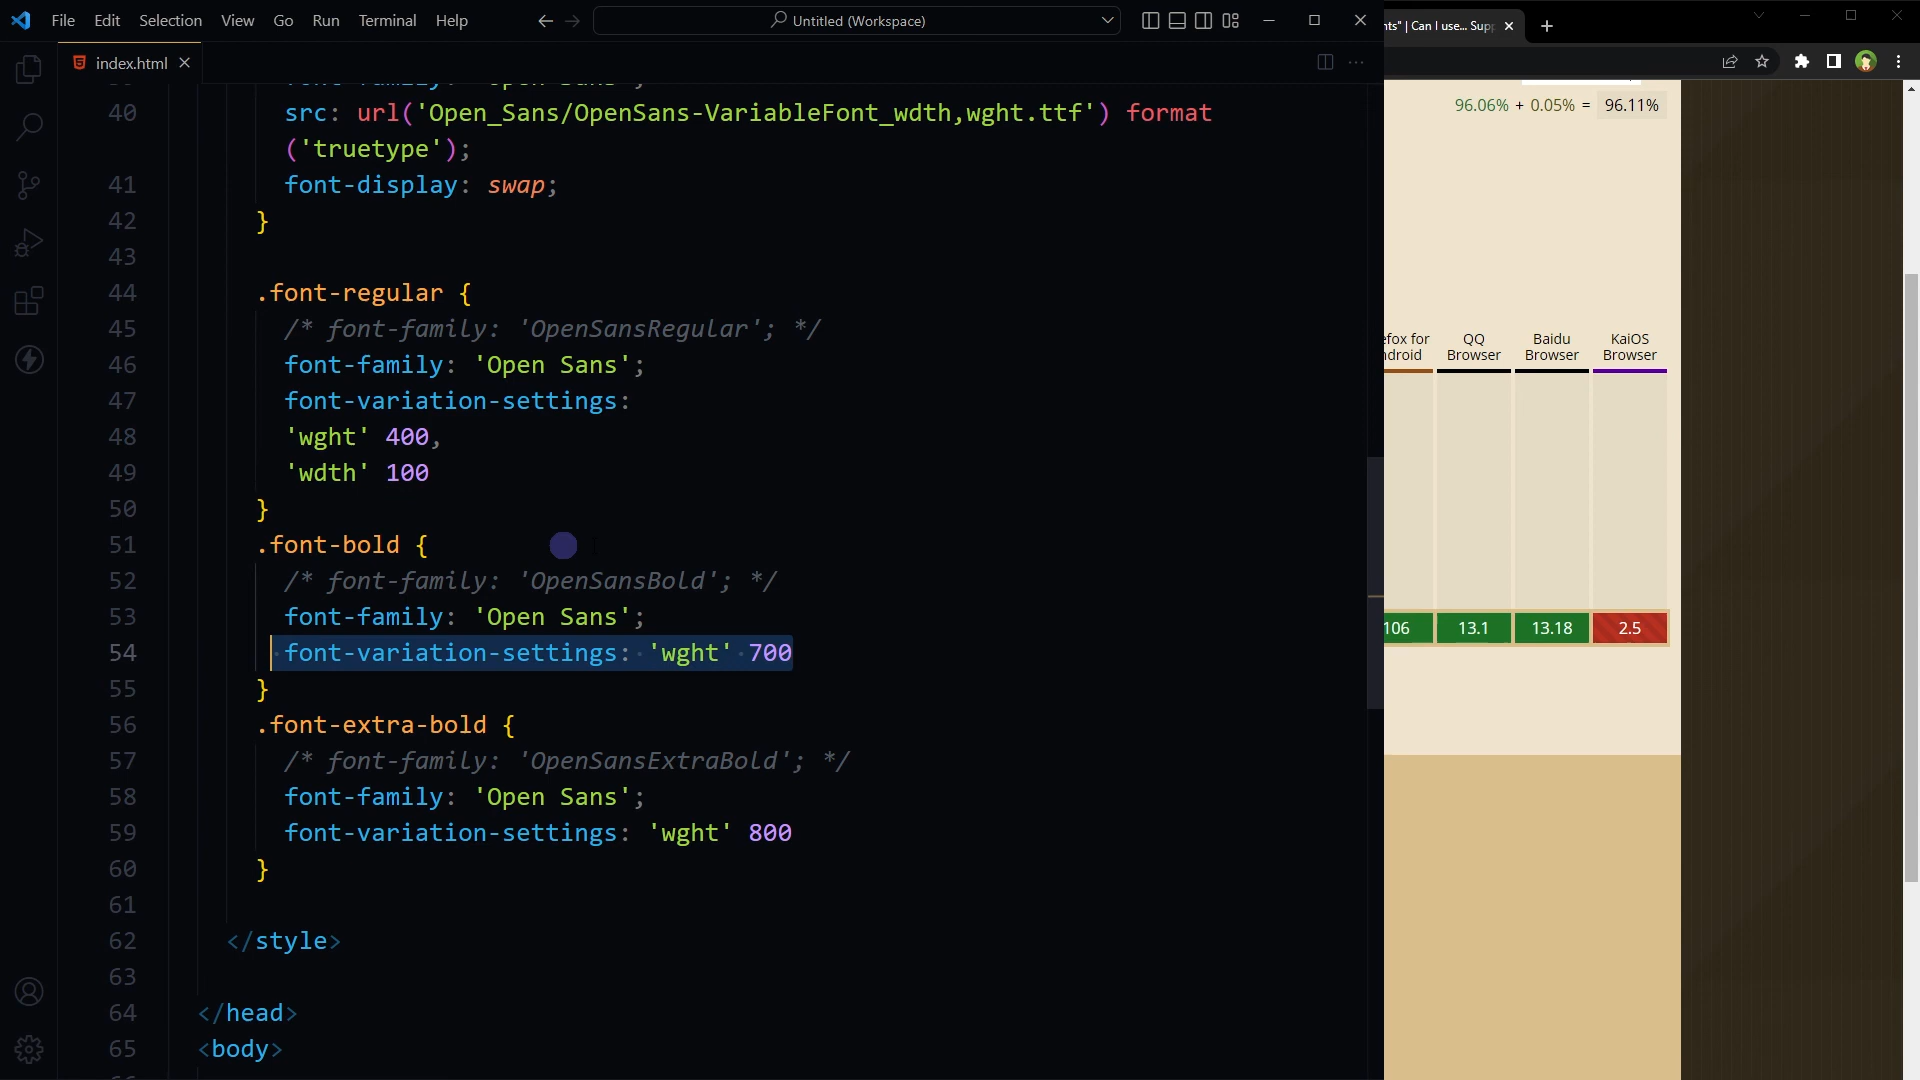 File Edit Selection View Go Run Terminal Help
Untitled (Workspace)
index.html
40 src: url('Open_Sans/OpenSans-VariableFont_wdth,wght.ttf') format
('truetype');
41 font-display: swap;
42 }
43
44 .font-regular {
45 /* font-family: 'OpenSansRegular'; */
46 font-family: 'Open Sans';
47 font-variation-settings:
48 'wght' 400,
49 'wdth' 100
50 }
51 .font-bold {
52 /* font-family: 'OpenSansBold'; */
53 font-family: 'Open Sans';
54 font-variation-settings: 'wght' 700
55 }
56 .font-extra-bold {
57 /* font-family: 'OpenSansExtraBold'; */
58 font-family: 'Open Sans';
59 font-variation-settings: 'wght' 800
60 }
61
62 </style>
63
64 </head>
65 <body>
nts" | Can I use... Supp
96.06% + 0.05% = 96.11%
efox for
ndroid
QQ
Browser
Baidu
Browser
KaiOS
Browser
106 13.1 13.18 2.5